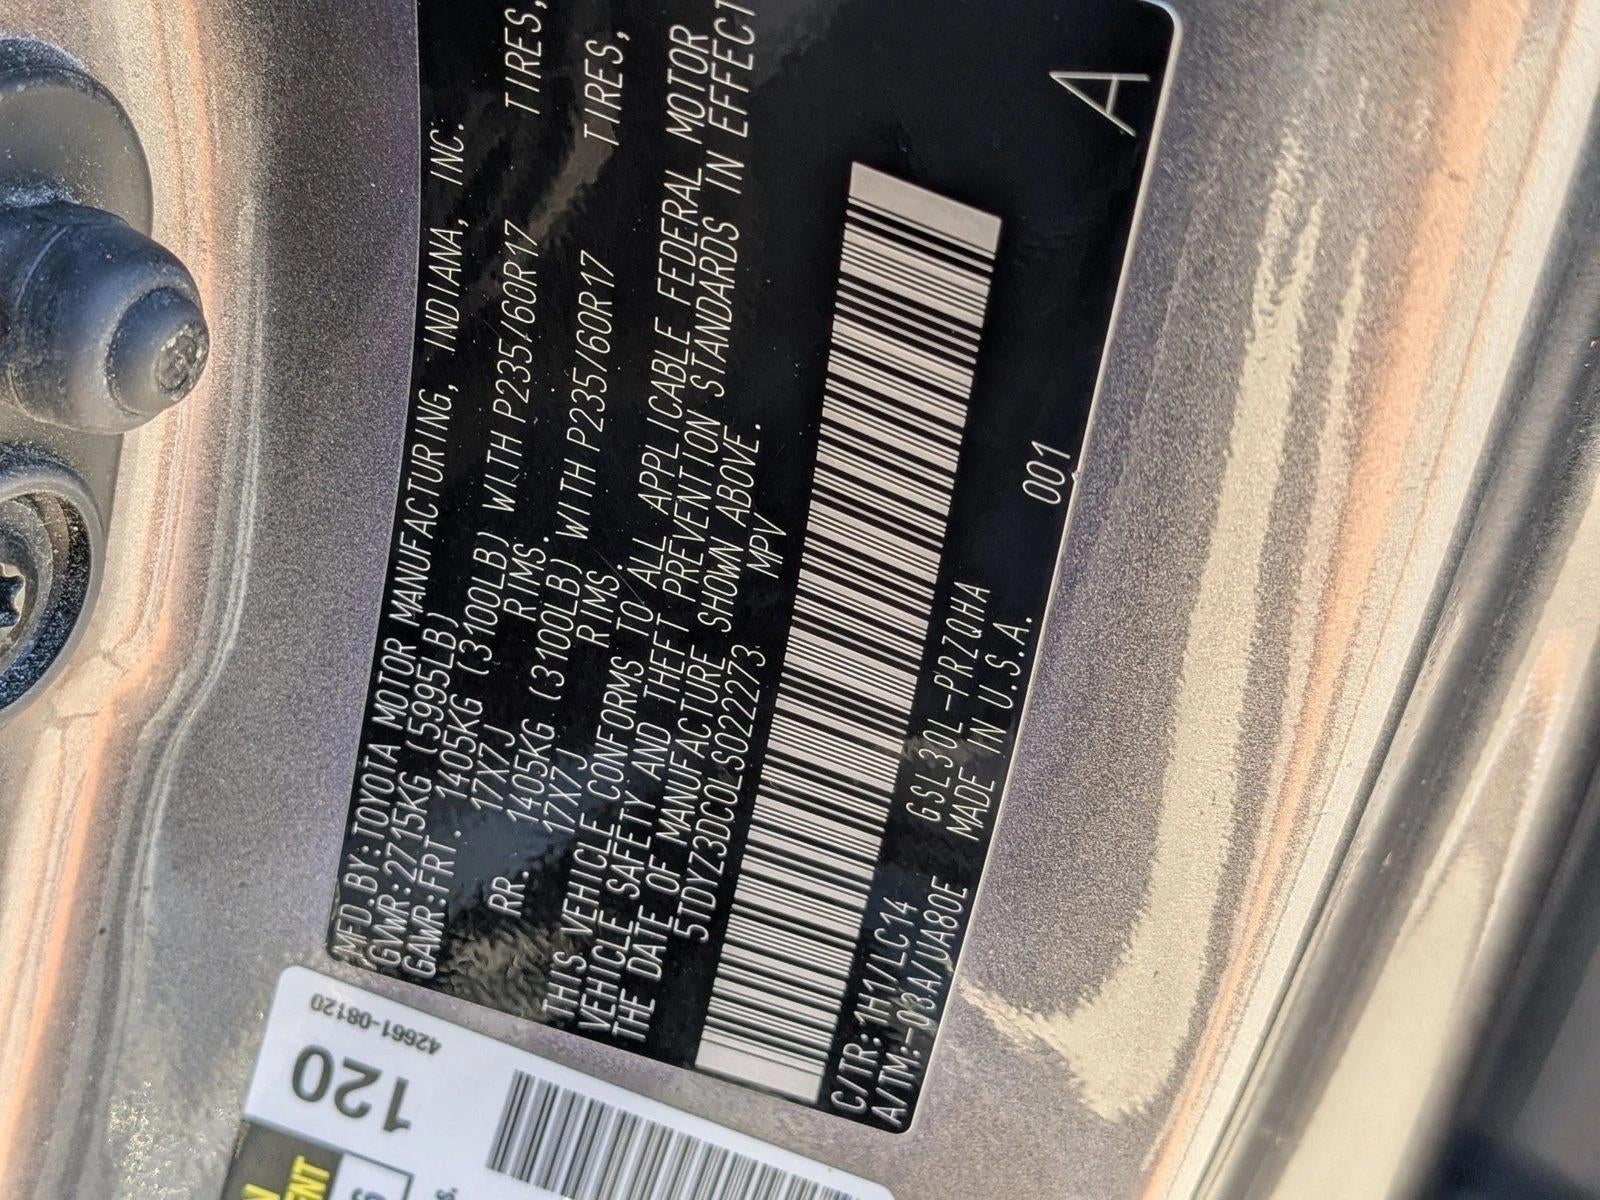 MFD.BY:TOYOTA MOTOR MANUFACTURING, INDIANA, INC.
GVWR:2715KG (5995LB)
GAWR:FRT. 1405KG (3100LB) WITH P235/60R17 TIRES,
17X7J RIMS.
RR. 1405KG (3100LB) WITH P235/60R17 TIRES,
17X7J RIMS.
THIS VEHICLE CONFORMS TO ALL APPLICABLE FEDERAL MOTOR
VEHICLE SAFETY AND THEFT PREVENTION STANDARDS IN EFFECT
THE DATE OF MANUFACTURE SHOWN ABOVE.
5TDYZ3DC0LS022273 MPV
A
001
C/TR:1H1/LC14 GSL30L-PRZQHA
A/TM:-03A/UA80E MADE IN U.S.A.
42661-08120
120